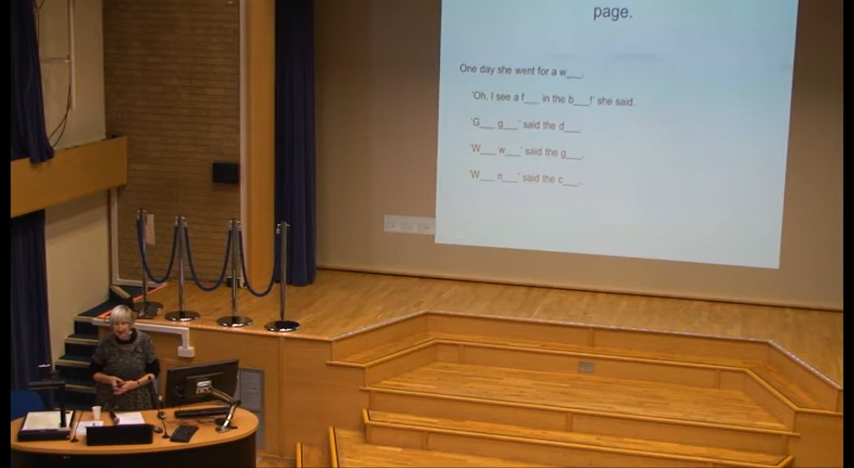 page.
One day she went for a w___.
'Oh, I see a f___ in the b___!' she said.
'G___ g___' said the d___.
'W___ w___' said the g___.
'W___ n___' said the c___.